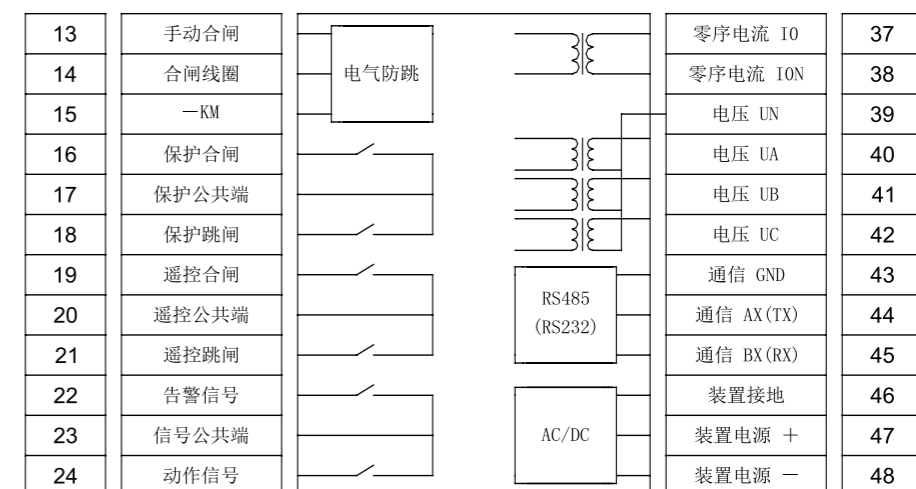 13 手动合闸 零序电流 I0 37
14 合闸线圈 电气防跳 零序电流 I0N 38
15 －KM 电压 UN 39
16 保护合闸 电压 UA 40
17 保护公共端 电压 UB 41
18 保护跳闸 电压 UC 42
19 遥控合闸 通信 GND 43
RS485
20 遥控公共端 (RS232) 通信 AX(TX) 44
21 遥控跳闸 通信 BX(RX) 45
22 告警信号 装置接地 46
23 信号公共端 AC/DC 装置电源 ＋ 47
24 动作信号 装置电源 － 48